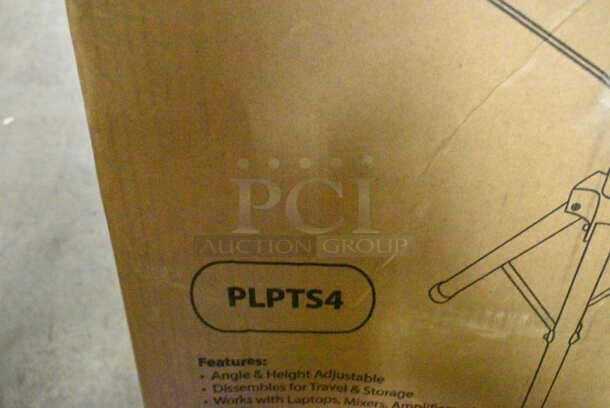 PCI
AUCTION GROUP
PLPTS4
Features:
• Angle & Height Adjustable
• Dissembles for Travel & Storage
• Works with Laptops, Mixers,